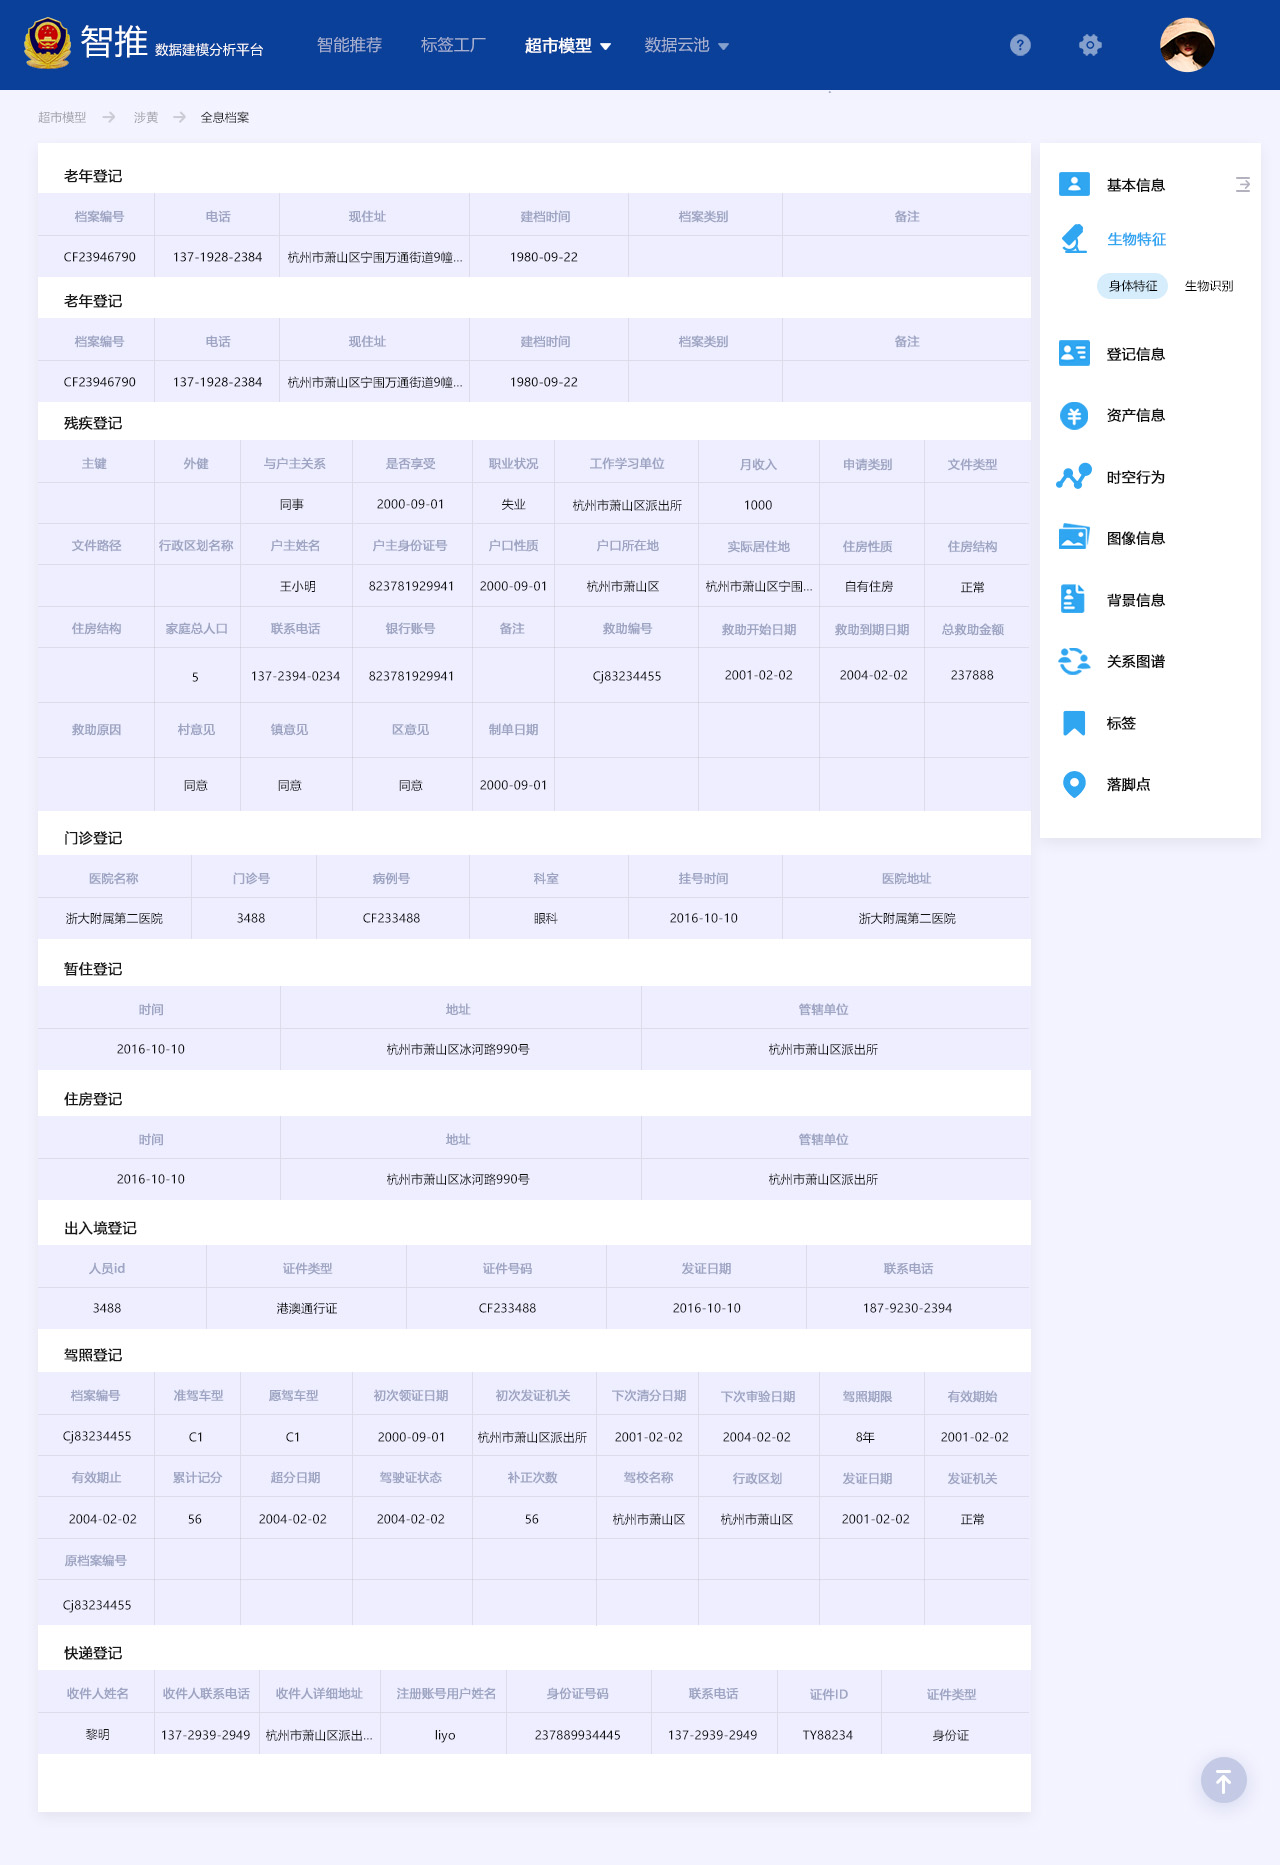 智推 数据建模分析平台 智能推荐 标签工厂 超市模型 数据云池
超市模型 涉黄 全息档案
老年登记
档案编号 电话 现住址 建档时间 档案类别 备注
CF23946790 137-1928-2384 杭州市萧山区宁围万通街道9幢... 1980-09-22
老年登记
档案编号 电话 现住址 建档时间 档案类别 备注
CF23946790 137-1928-2384 杭州市萧山区宁围万通街道9幢... 1980-09-22
残疾登记
主键 外健 与户主关系 是否享受 职业状况 工作学习单位 月收入 申请类别 文件类型
同事 2000-09-01 失业 杭州市萧山区派出所 1000
文件路径 行政区划名称 户主姓名 户主身份证号 户口性质 户口所在地 实际居住地 住房性质 住房结构
王小明 823781929941 2000-09-01 杭州市萧山区 杭州市萧山区宁围... 自有住房 正常
住房结构 家庭总人口 联系电话 银行账号 备注 救助编号 救助开始日期 救助到期日期 总救助金额
5 137-2394-0234 823781929941 Cj83234455 2001-02-02 2004-02-02 237888
救助原因 村意见 镇意见 区意见 制单日期
同意 同意 同意 2000-09-01
门诊登记
医院名称 门诊号 病例号 科室 挂号时间 医院地址
浙大附属第二医院 3488 CF233488 眼科 2016-10-10 浙大附属第二医院
暂住登记
时间 地址 管辖单位
2016-10-10 杭州市萧山区冰河路990号 杭州市萧山区派出所
住房登记
时间 地址 管辖单位
2016-10-10 杭州市萧山区冰河路990号 杭州市萧山区派出所
出入境登记
人员id 证件类型 证件号码 发证日期 联系电话
3488 港澳通行证 CF233488 2016-10-10 187-9230-2394
驾照登记
档案编号 准驾车型 愿驾车型 初次领证日期 初次发证机关 下次清分日期 下次审验日期 驾照期限 有效期始
Cj83234455 C1 C1 2000-09-01 杭州市萧山区派出所 2001-02-02 2004-02-02 8年 2001-02-02
有效期止 累计记分 超分日期 驾驶证状态 补正次数 驾校名称 行政区划 发证日期 发证机关
2004-02-02 56 2004-02-02 2004-02-02 56 杭州市萧山区 杭州市萧山区 2001-02-02 正常
原档案编号
Cj83234455
快递登记
收件人姓名 收件人联系电话 收件人详细地址 注册账号用户姓名 身份证号码 联系电话 证件ID 证件类型
黎明 137-2939-2949 杭州市萧山区派出... liyo 237889934445 137-2939-2949 TY88234 身份证
基本信息
生物特征
身体特征 生物识别
登记信息
资产信息
时空行为
图像信息
背景信息
关系图谱
标签
落脚点